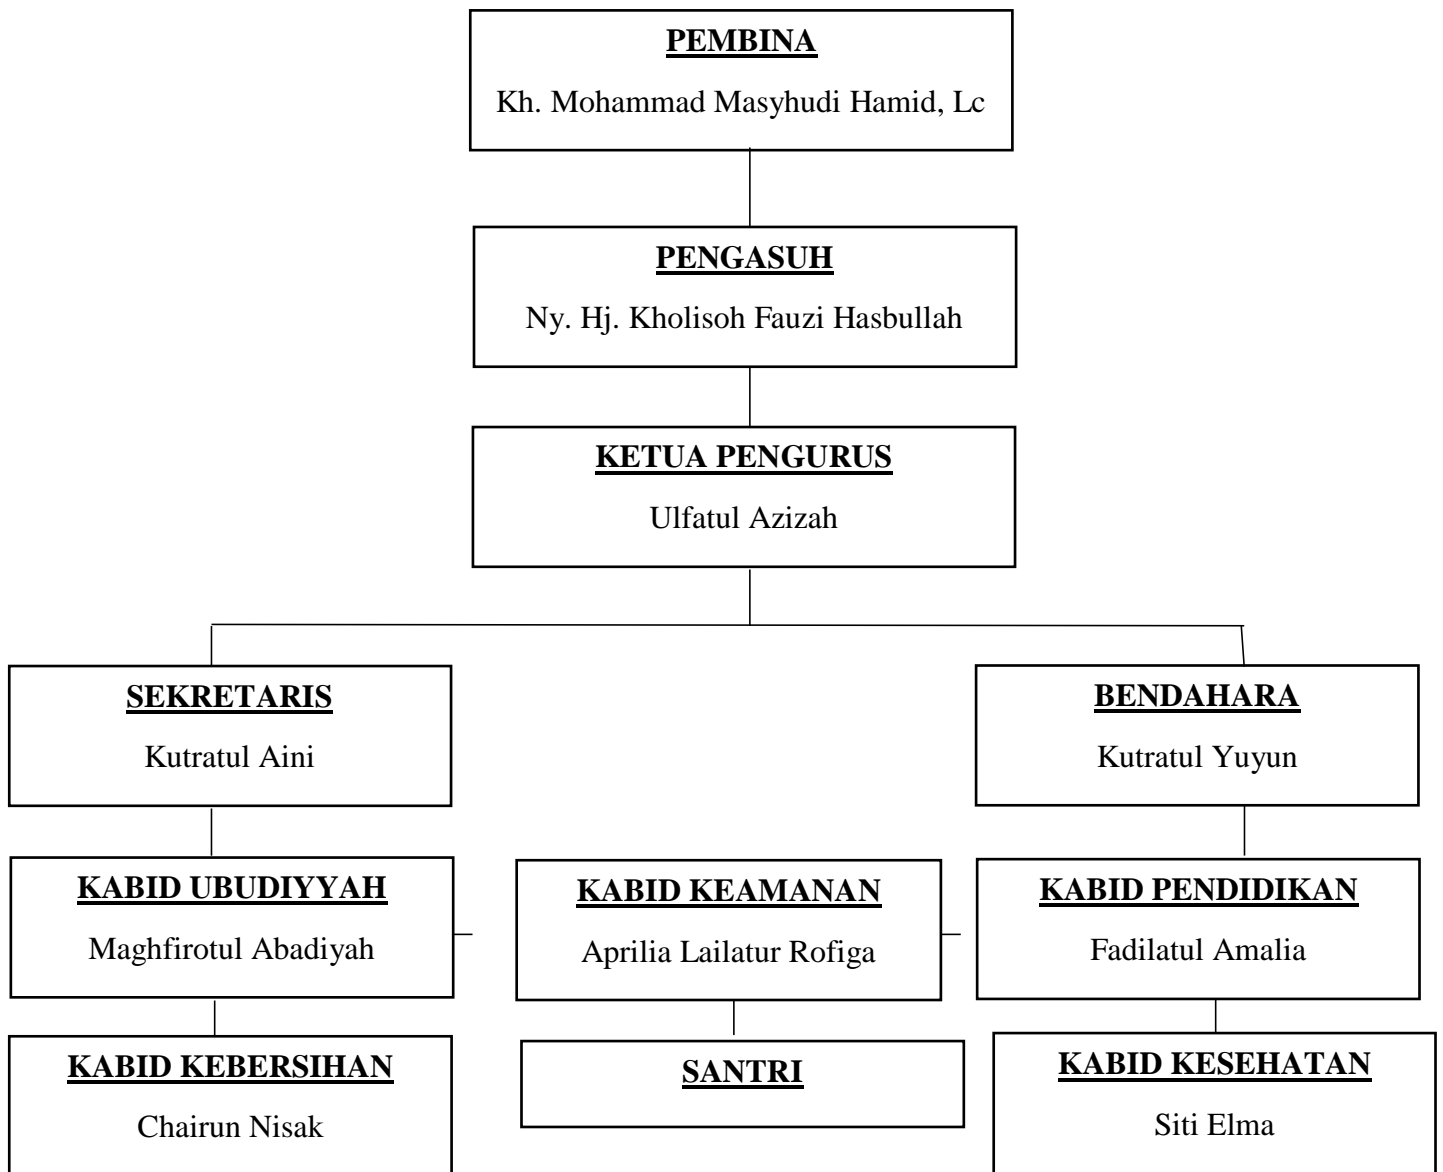 PEMBINA
Kh. Mohammad Masyhudi Hamid, Lc
PENGASUH
Ny. Hj. Kholisoh Fauzi Hasbullah
KETUA PENGURUS
Ulfatul Azizah
SEKRETARIS
Kutratul Aini
BENDAHARA
Kutratul Yuyun
KABID UBUDIYYAH
Maghfirotul Abadiyah
KABID KEAMANAN
Aprilia Lailatur Rofiga
KABID PENDIDIKAN
Fadilatul Amalia
KABID KEBERSIHAN
Chairun Nisak
SANTRI
KABID KESEHATAN
Siti Elma